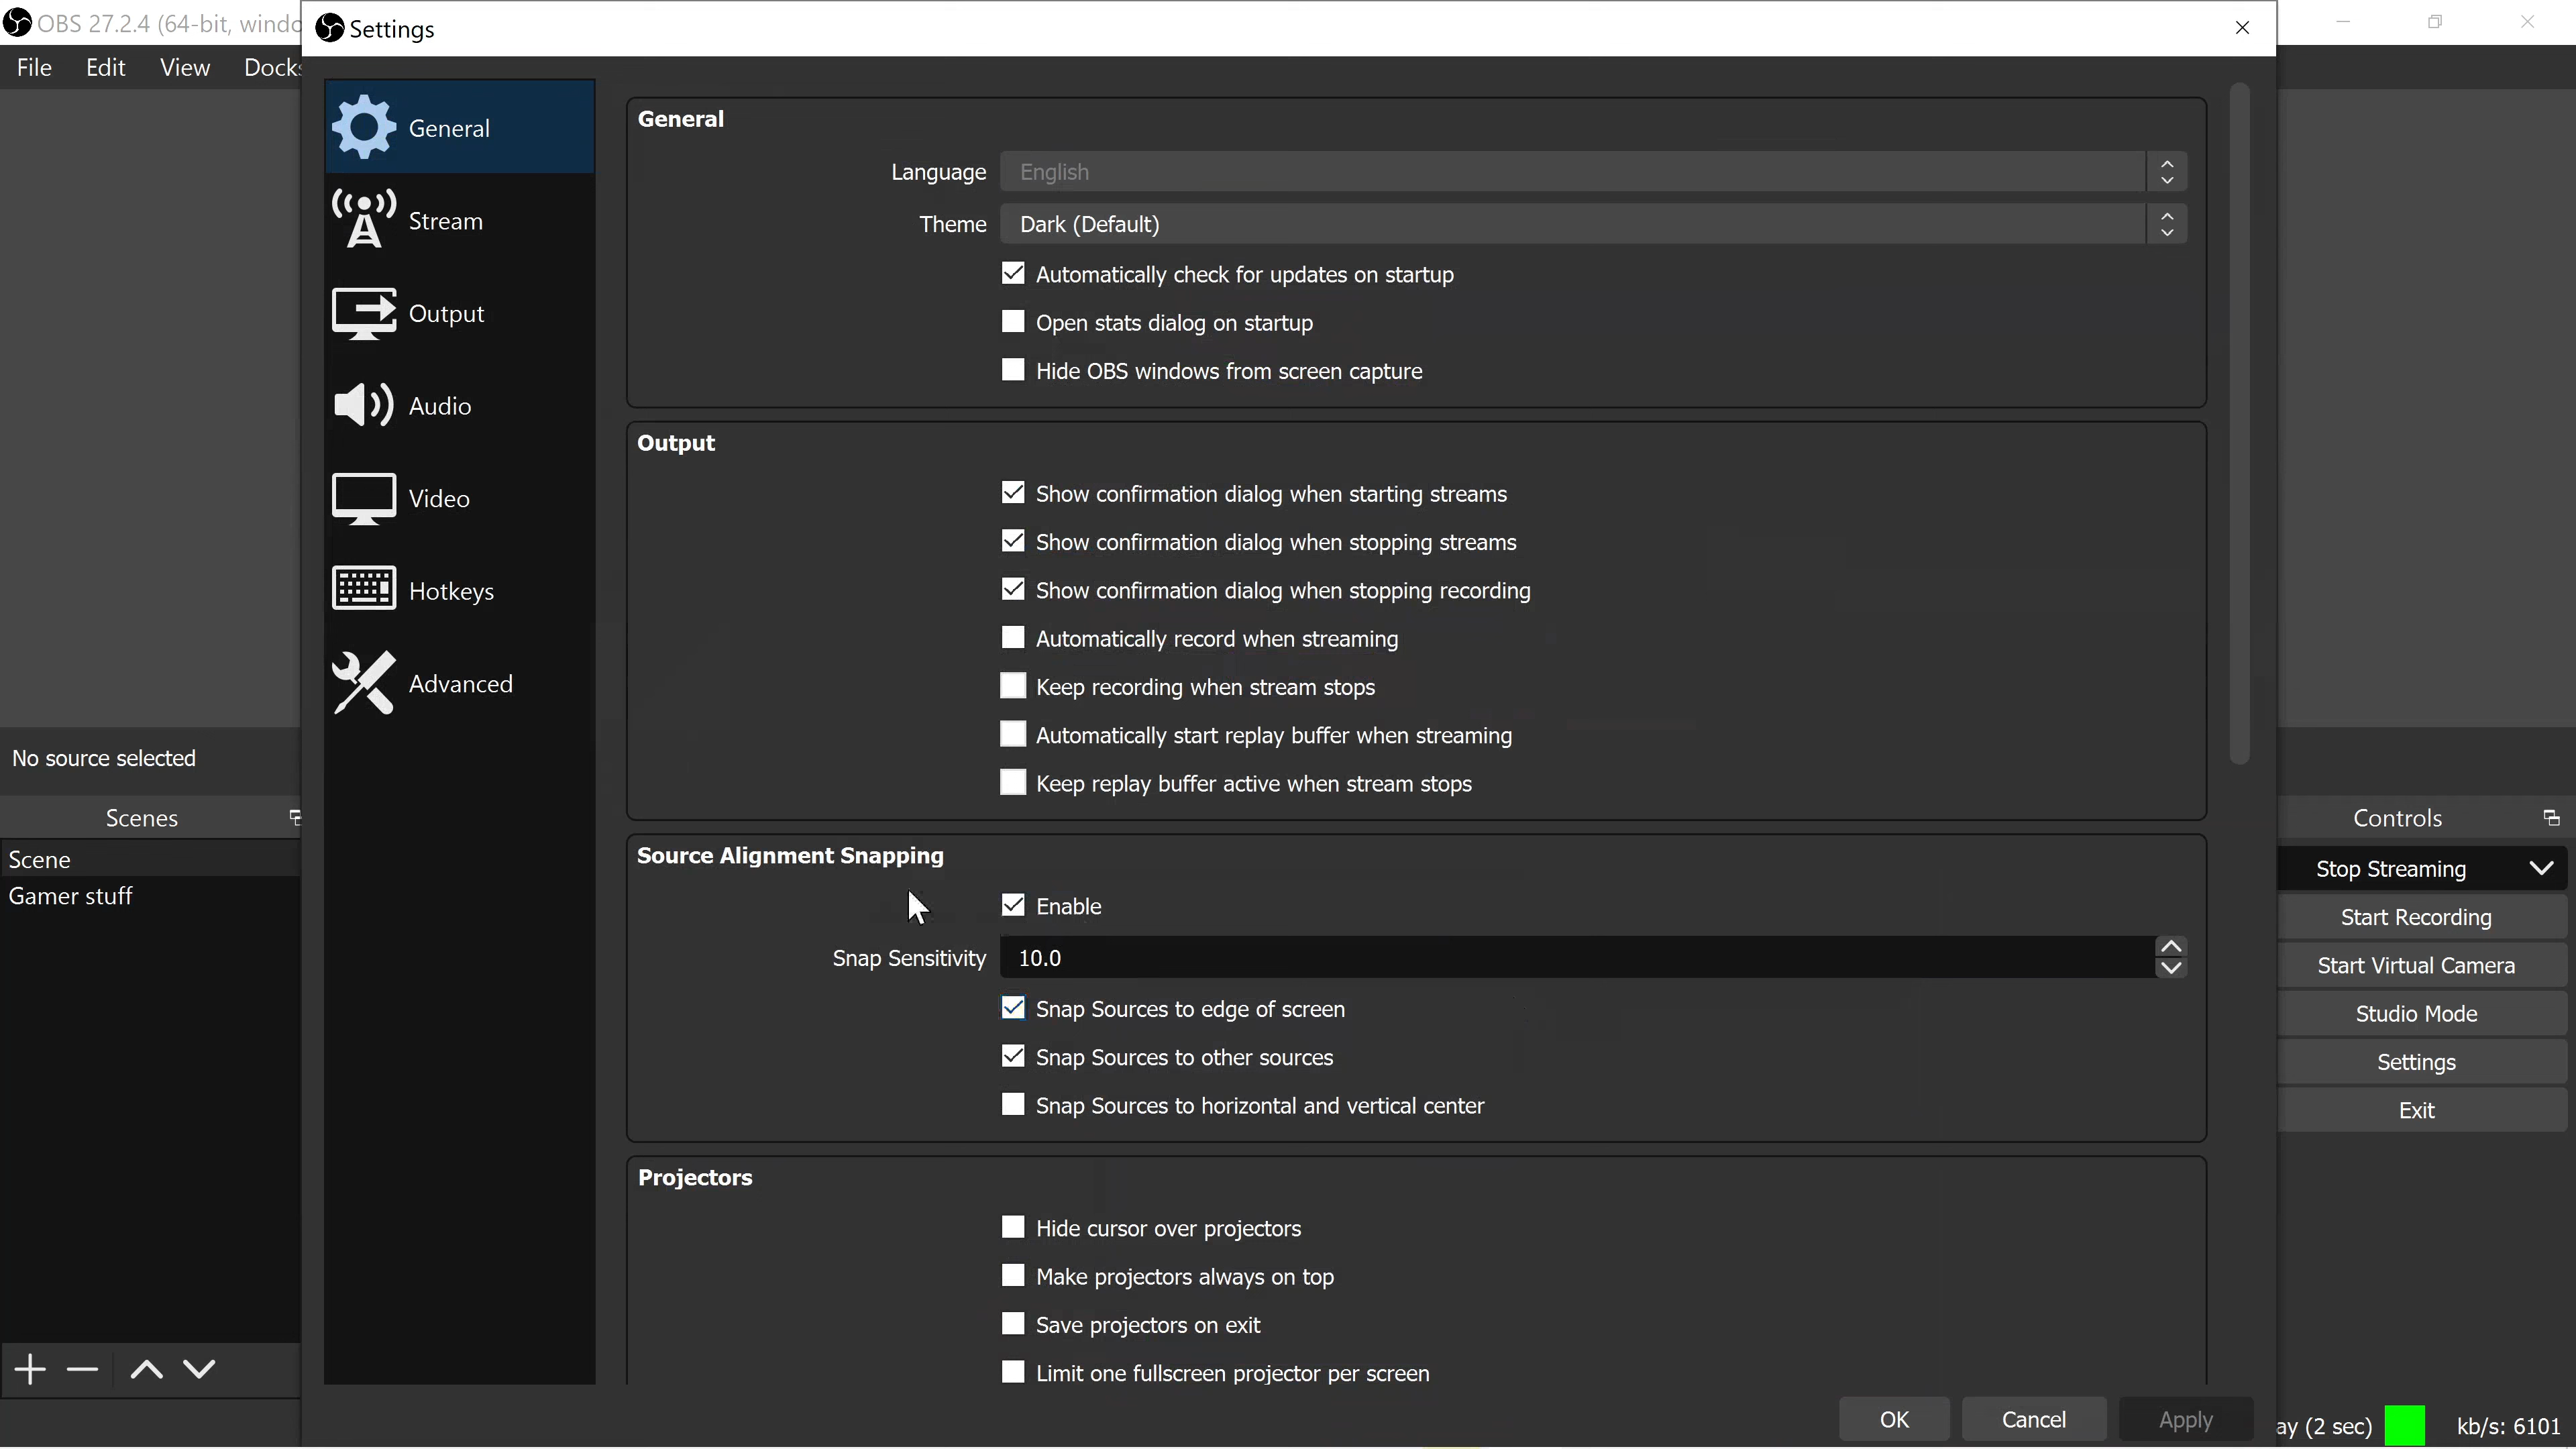 OBS 27.2.4 (64-bit,
Settings
File Edit View Docks
General
Stream
Output
Audio
Video
Hotkeys
Advanced
General
Language English
Theme Dark (Default)
Automatically check for updates on startup
Open stats dialog on startup
Hide OBS windows from screen capture
Output
Show confirmation dialog when starting streams
Show confirmation dialog when stopping streams
Show confirmation dialog when stopping recording
Automatically record when streaming
Keep recording when stream stops
Automatically start replay buffer when streaming
Keep replay buffer active when stream stops
Source Alignment Snapping
Enable
Snap Sensitivity 10.0
Snap Sources to edge of screen
Snap Sources to other sources
Snap Sources to horizontal and vertical center
Projectors
Hide cursor over projectors
Make projectors always on top
Save projectors on exit
Limit one fullscreen projector per screen
OK Cancel Apply
No source selected
Scenes
Scene
Gamer stuff
Controls
Stop Streaming
Start Recording
Start Virtual Camera
Studio Mode
Settings
Exit
(2 sec) kb/s: 6101